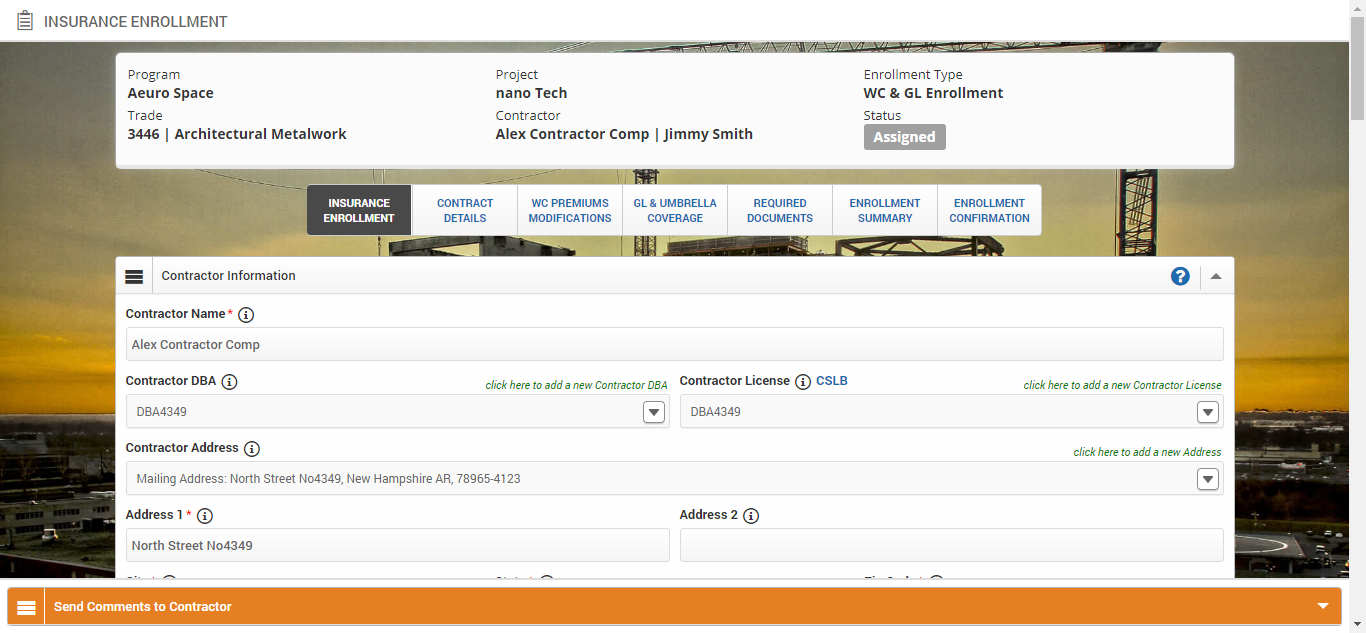 INSURANCE ENROLLMENT
Program
Aeuro Space
Project
nano Tech
Enrollment Type
WC & GL Enrollment
Trade
3446 | Architectural Metalwork
Contractor
Alex Contractor Comp | Jimmy Smith
Status
Assigned
INSURANCE
ENROLLMENT
CONTRACT
DETAILS
WC PREMIUMS
MODIFICATIONS
GL & UMBRELLA
COVERAGE
REQUIRED
DOCUMENTS
ENROLLMENT
SUMMARY
ENROLLMENT
CONFIRMATION
Contractor Information
Contractor Name*
Alex Contractor Comp
Contractor DBA
click here to add a new Contractor DBA
DBA4349
Contractor License CSLB
click here to add a new Contractor License
DBA4349
Contractor Address
click here to add a new Address
Mailing Address: North Street No4349, New Hampshire AR, 78965-4123
Address 1 *
North Street No4349
Address 2
Send Comments to Contractor